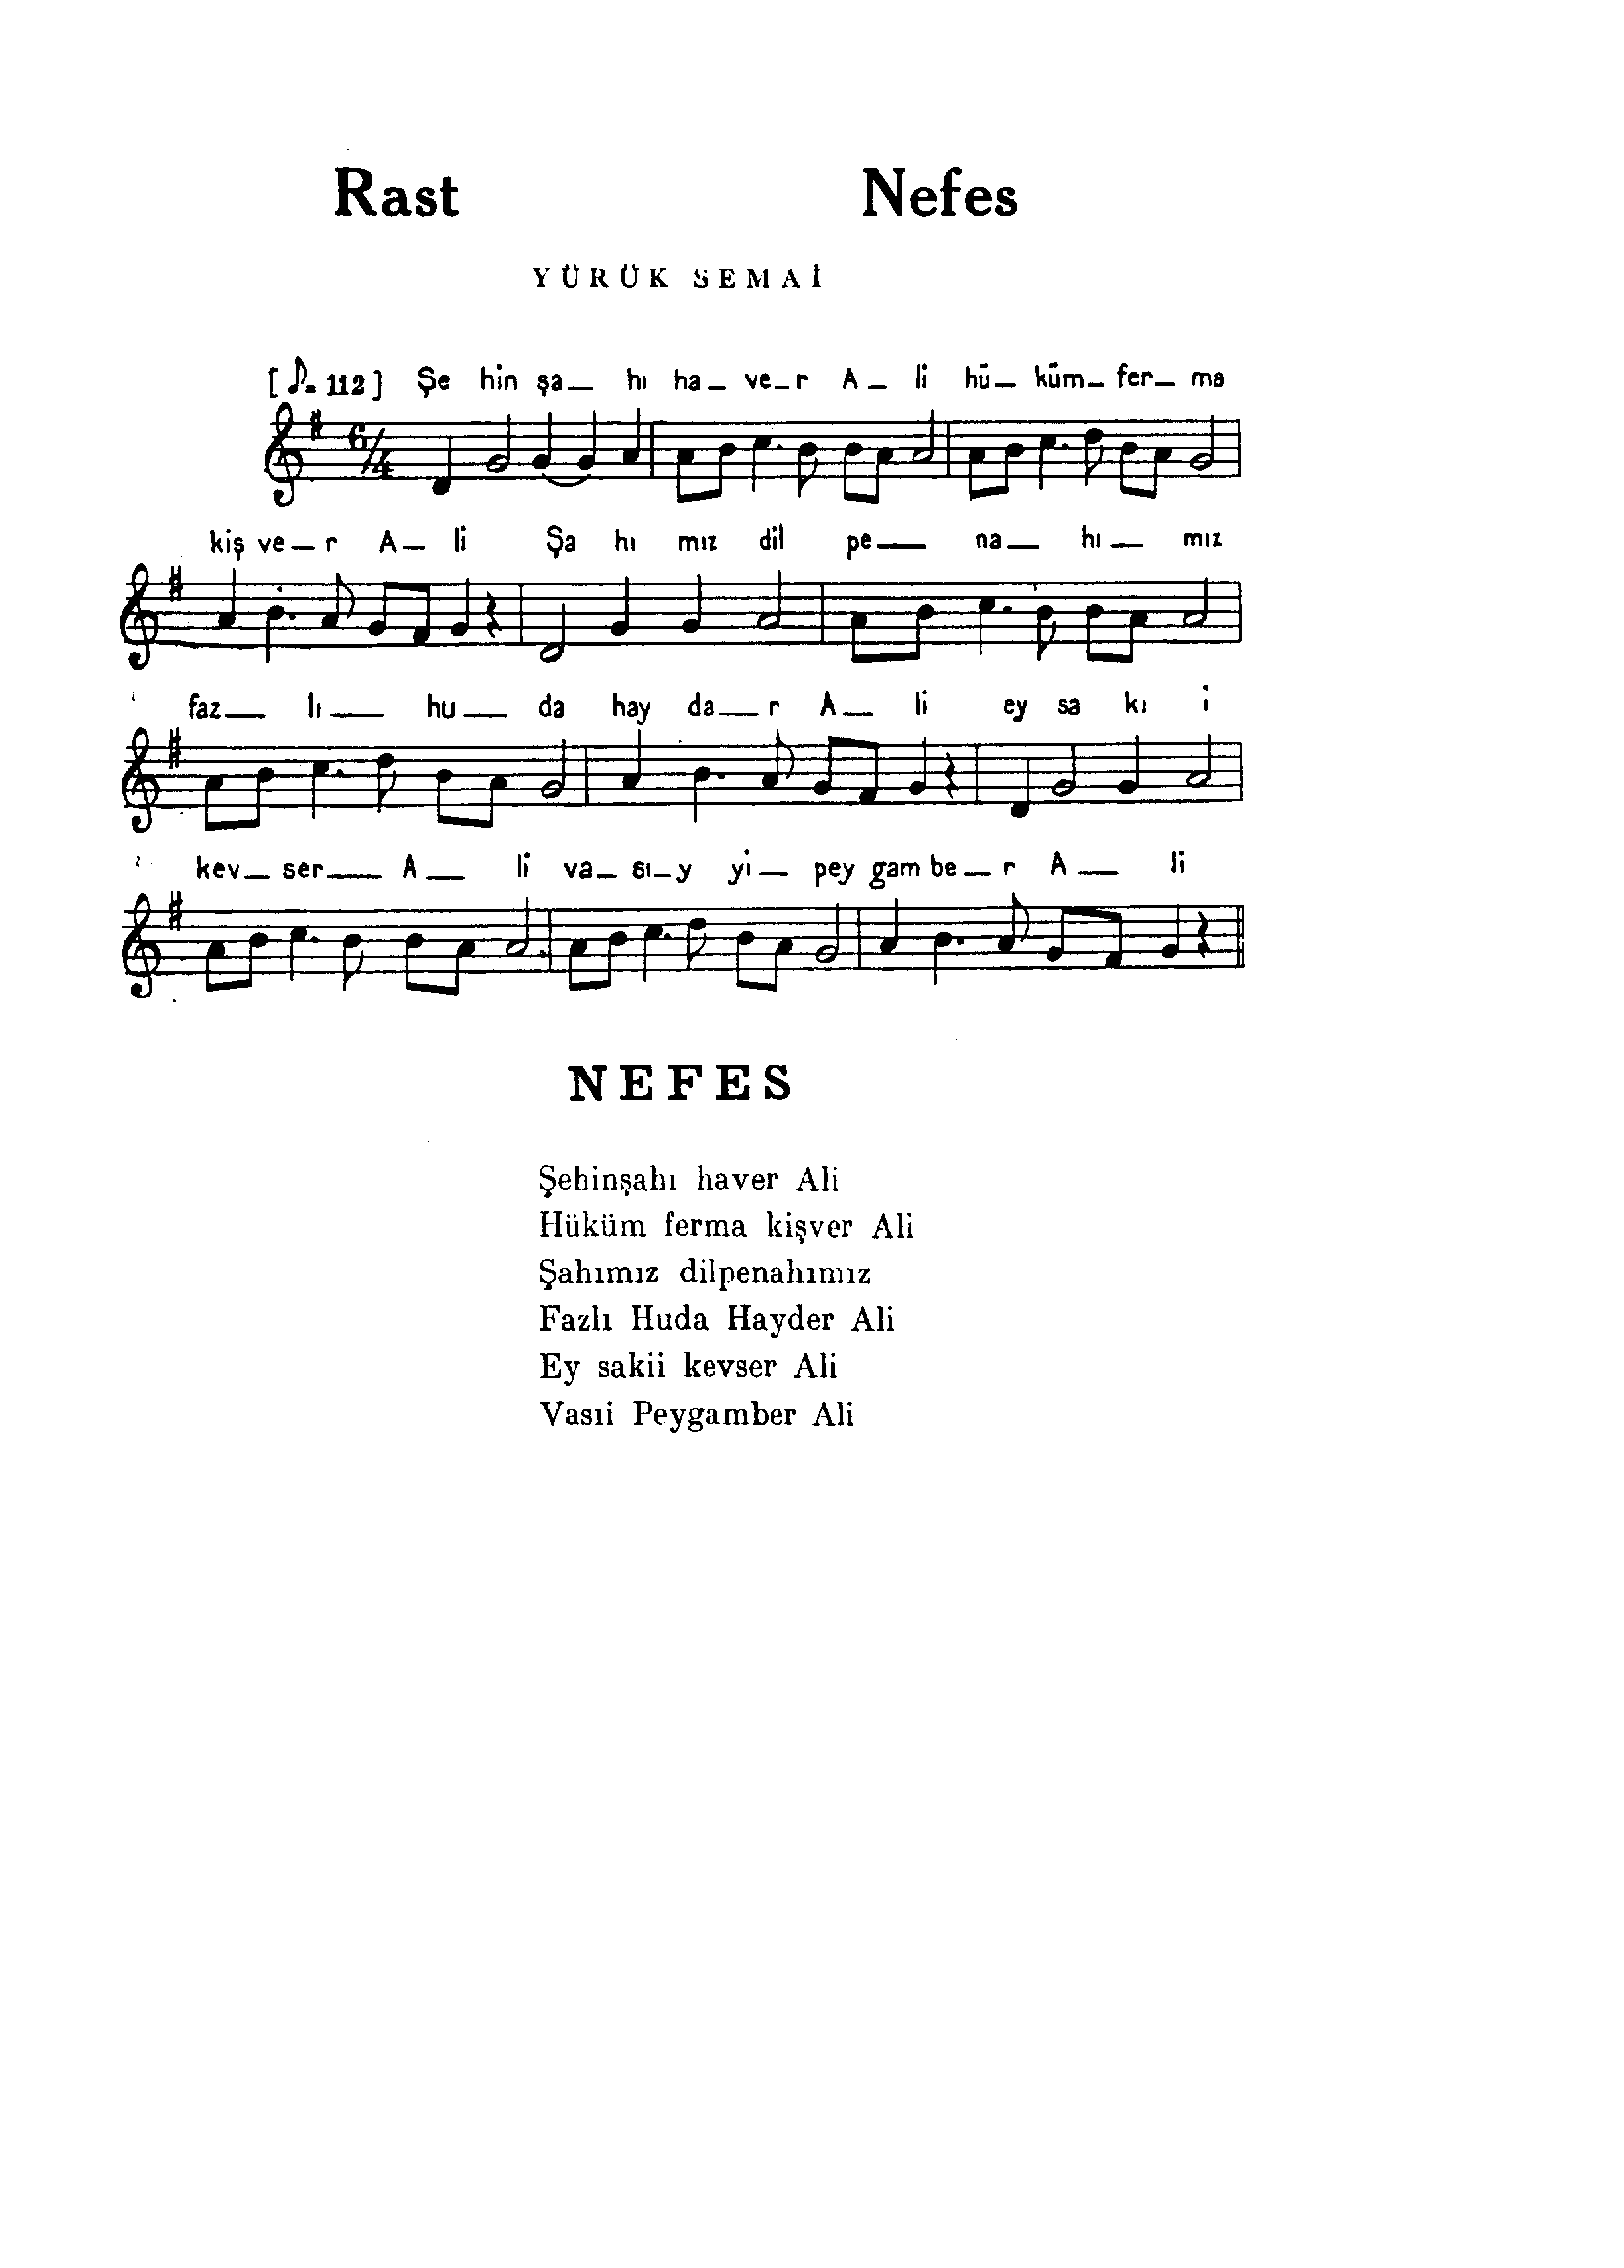 Rast Nefes
YÜRÜK SEMAİ
[♪= 112] Şe hin şa_ hı ha_ ve_r A_ li hü_ küm_ fer_ ma
6/4
kiş ve_r A_ li Şa hı mız dil pe_ na_ hı_ mız
faz_ lı_ hu_ da hay da_r A_ li ey sa kı i
kev_ ser_ A_ li va_ sı_y yi_ pey gam be_r A_ li
NEFES
Şehinşahı haver Ali
Hüküm ferma kişver Ali
Şahımız dilpenahımız
Fazlı Huda Hayder Ali
Ey sakii kevser Ali
Vasıi Peygamber Ali